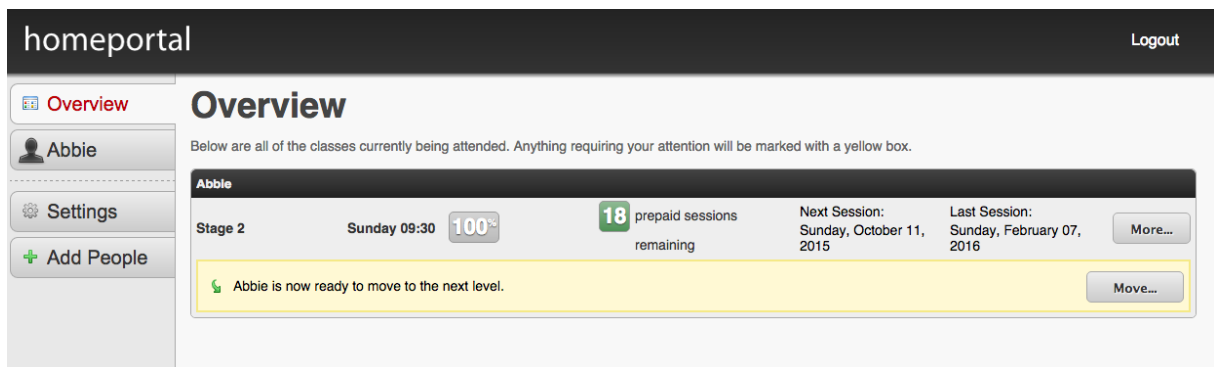 homeportal
Logout
Overview
Abbie
Settings
Add People
Overview
Below are all of the classes currently being attended. Anything requiring your attention will be marked with a yellow box.
Abbie
Stage 2
Sunday 09:30
100%
18 prepaid sessions
remaining
Next Session:
Sunday, October 11,
2015
Last Session:
Sunday, February 07,
2016
More...
Abbie is now ready to move to the next level.
Move...